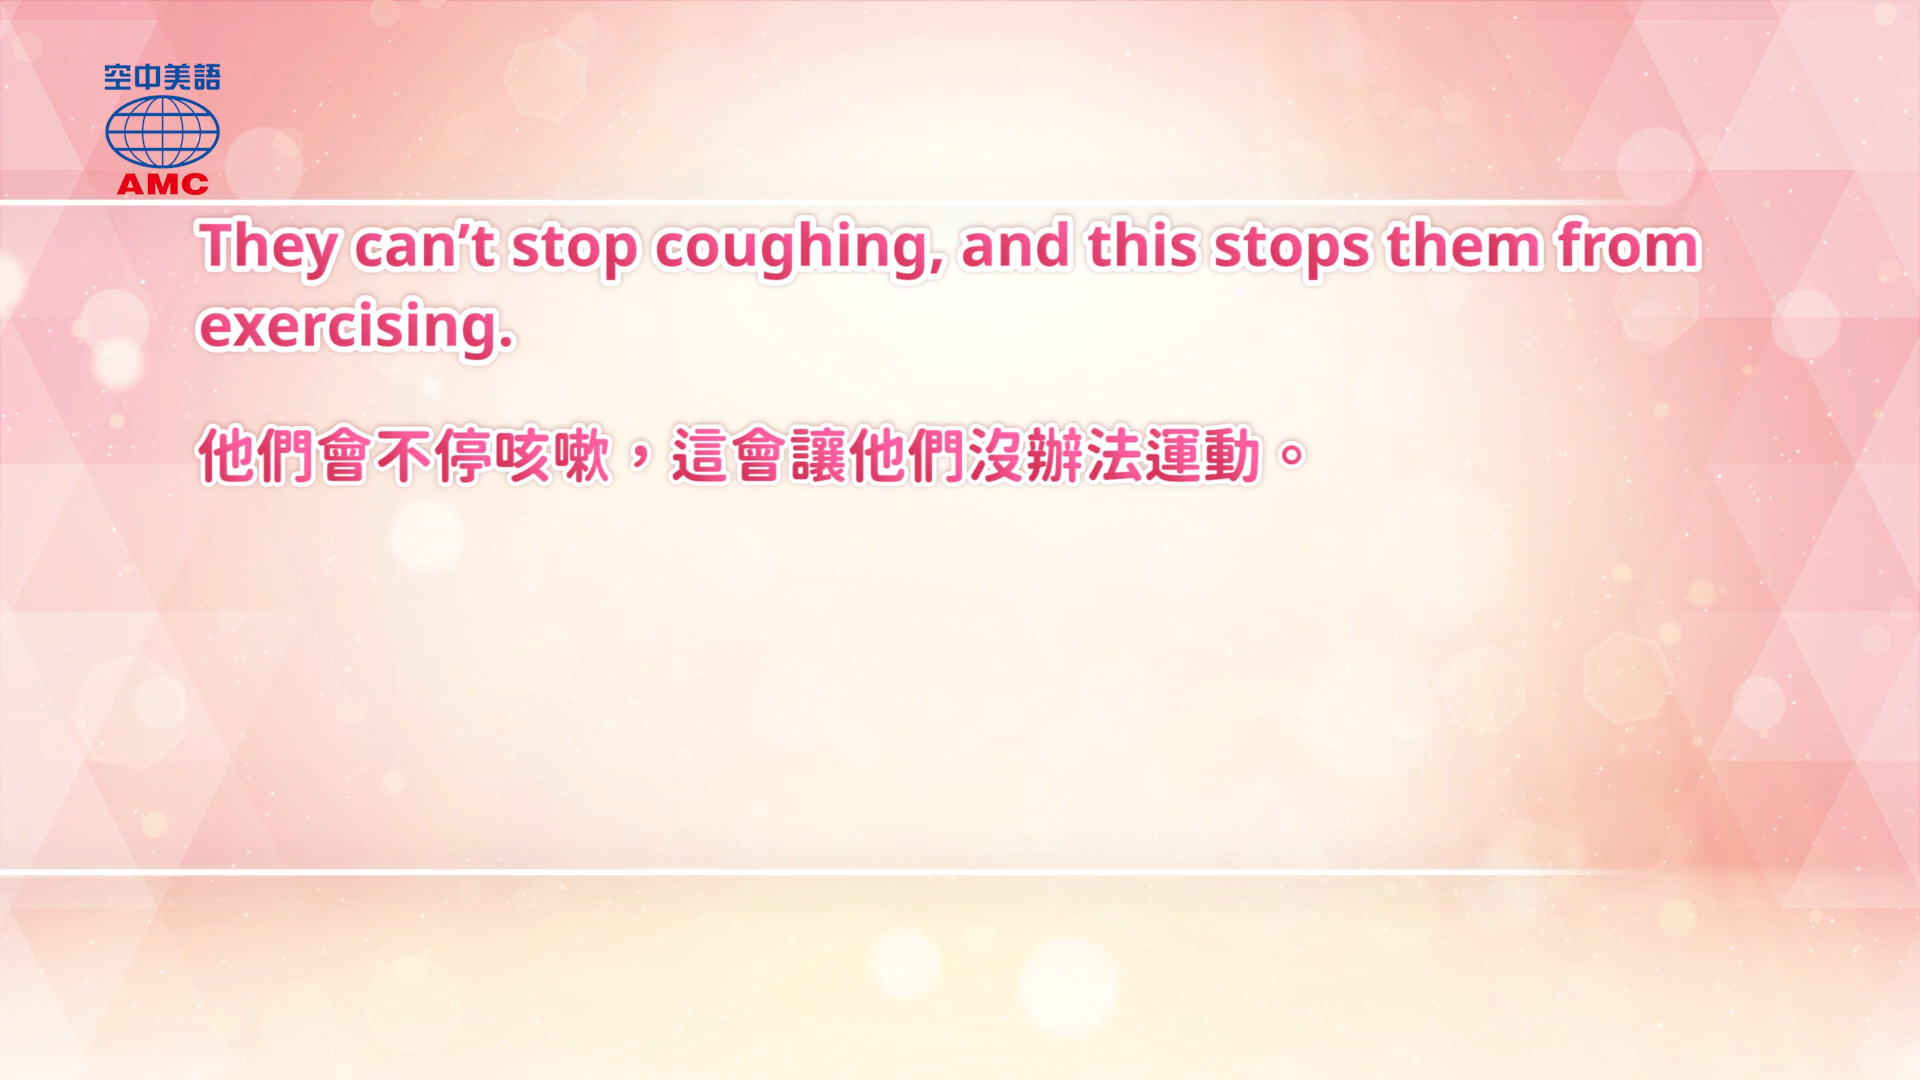 空中美語
AMC
They can’t stop coughing, and this stops them from
exercising.
他們會不停咳嗽，這會讓他們沒辦法運動。